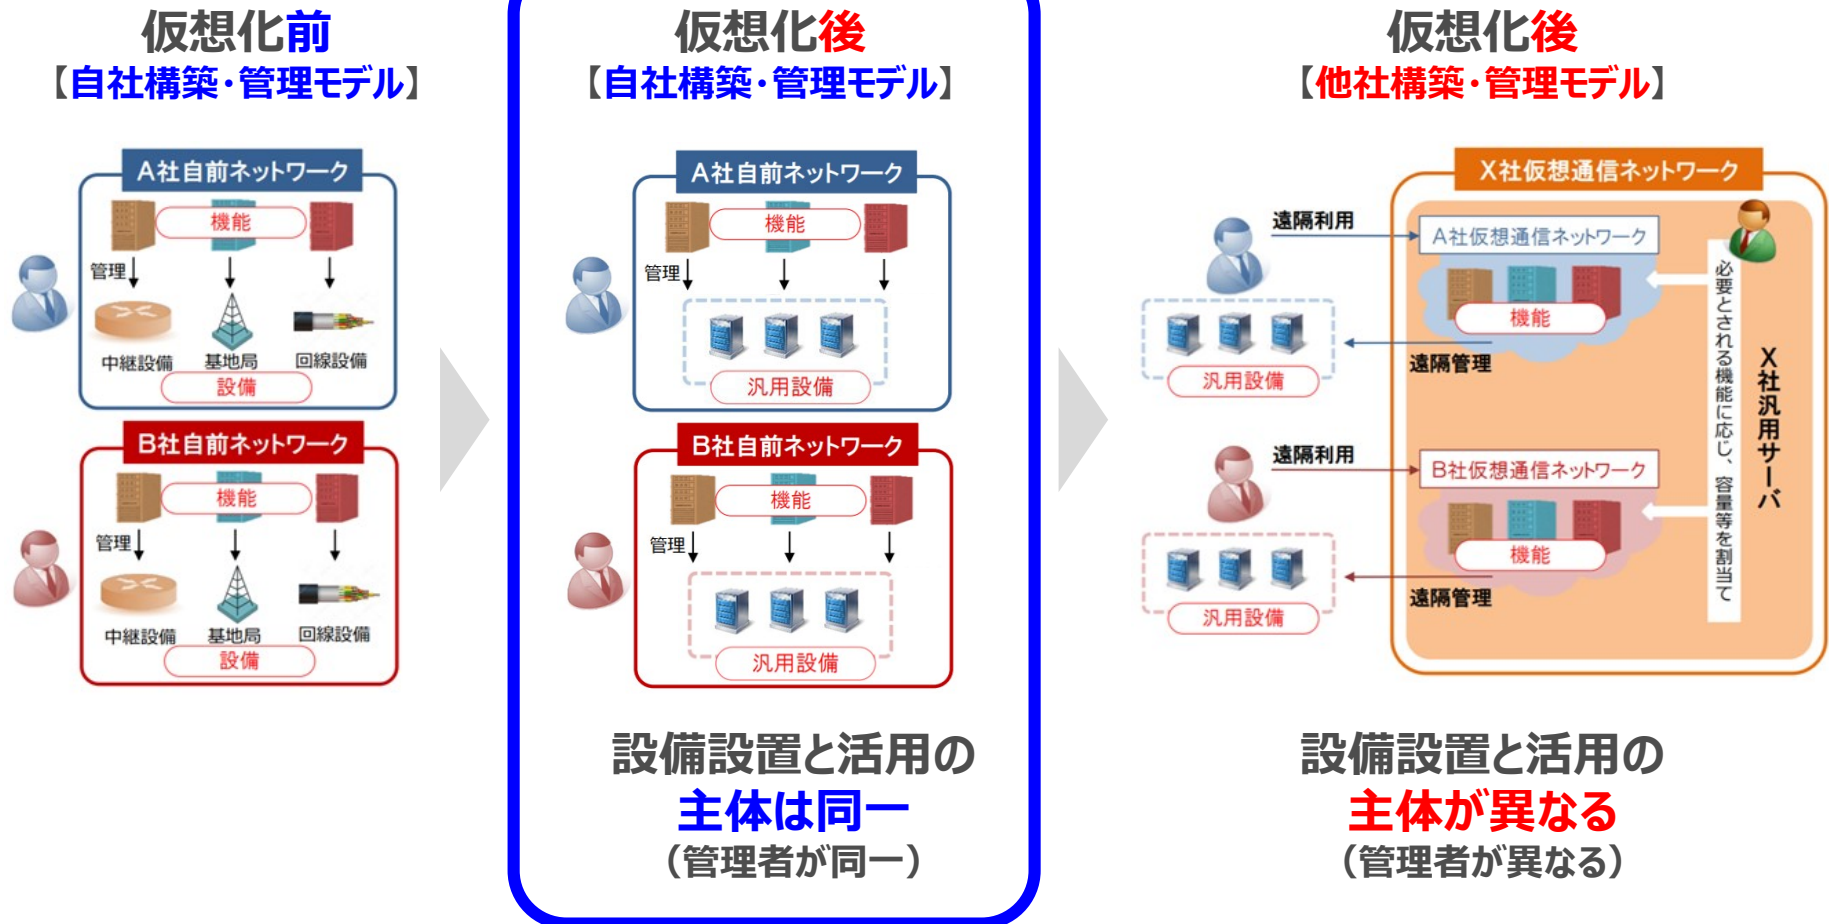 仮想化前
【自社構築・管理モデル】
A社自前ネットワーク
機能
管理
中継設備
基地局
回線設備
設備
B社自前ネットワーク
機能
管理
中継設備
基地局
回線設備
設備
仮想化後
【自社構築・管理モデル】
A社自前ネットワーク
機能
管理
汎用設備
B社自前ネットワーク
機能
管理
汎用設備
設備設置と活用の
主体は同一
（管理者が同一）
仮想化後
【他社構築・管理モデル】
X社仮想通信ネットワーク
遠隔利用
A社仮想通信ネットワーク
機能
遠隔管理
汎用設備
遠隔利用
B社仮想通信ネットワーク
機能
遠隔管理
汎用設備
必要とされる機能に応じ、容量等を割当て
X社汎用サーバ
設備設置と活用の
主体が異なる
（管理者が異なる）